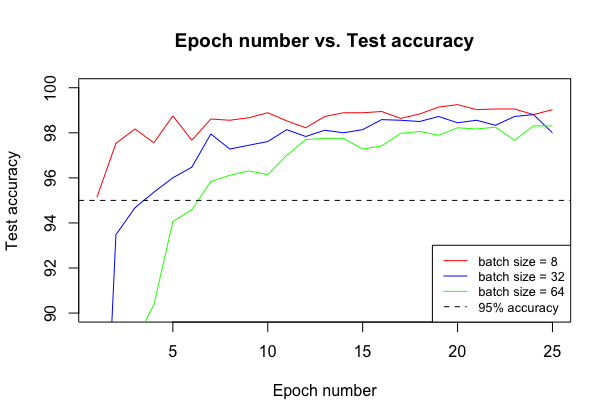 Epoch number vs. Test accuracy
Test accuracy
100
98
96
94
92
90
batch size = 8
batch size = 32
batch size = 64
95% accuracy
5
10
15
20
25
Epoch number